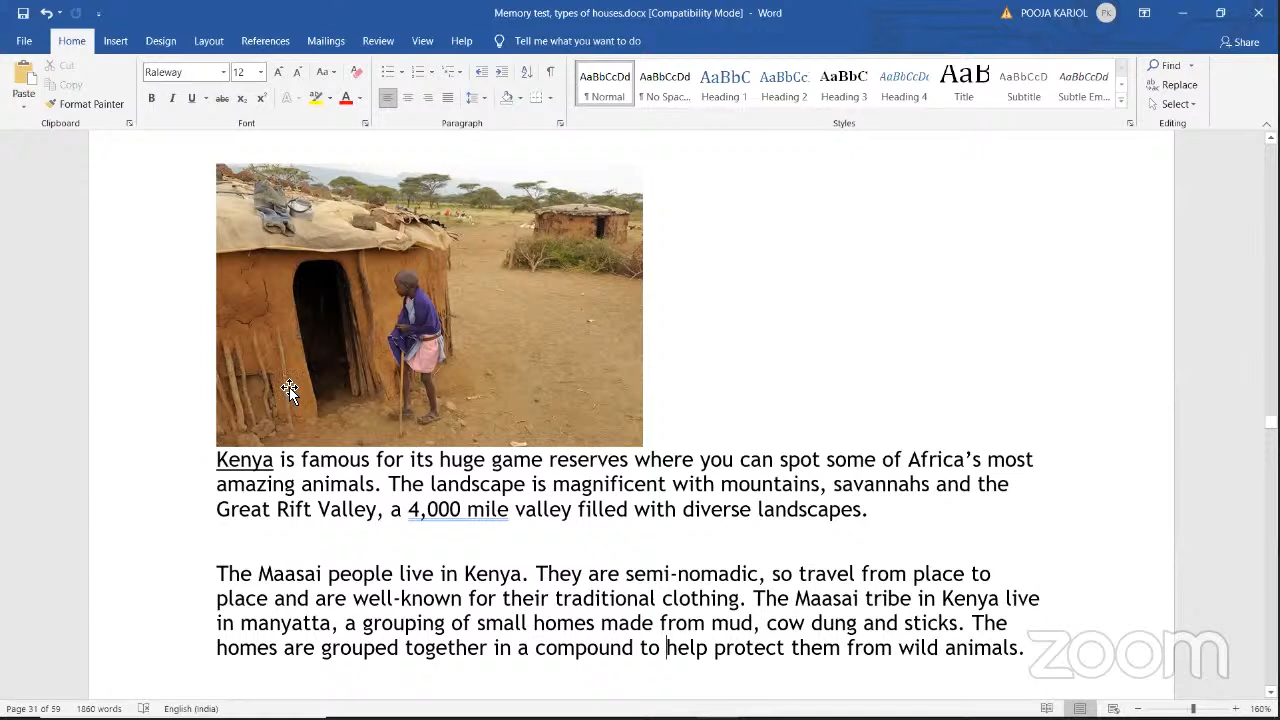 Memory test, types of houses.docx [Compatibility Mode] - Word
POOJA KARJOL
PK
File Home Insert Design Layout References Mailings Review View Help Tell me what you want to do
Share
Paste
Cut
Copy
Format Painter
Clipboard
Raleway 12
Font
Paragraph
AaBbCcDd AaBbCcDd AaBbC AaBbCc. AaBbCc AaBbCcDc AaB AaBbCcD AaBbCcDd
¶ Normal ¶ No Spac... Heading 1 Heading 2 Heading 3 Heading 4 Title Subtitle Subtle Em...
Styles
Find
Replace
Select
Editing
Kenya is famous for its huge game reserves where you can spot some of Africa’s most
amazing animals. The landscape is magnificent with mountains, savannahs and the
Great Rift Valley, a 4,000 mile valley filled with diverse landscapes.
The Maasai people live in Kenya. They are semi-nomadic, so travel from place to
place and are well-known for their traditional clothing. The Maasai tribe in Kenya live
in manyatta, a grouping of small homes made from mud, cow dung and sticks. The
homes are grouped together in a compound to help protect them from wild animals.
zoom
Page 31 of 59 1860 words English (India) 160%